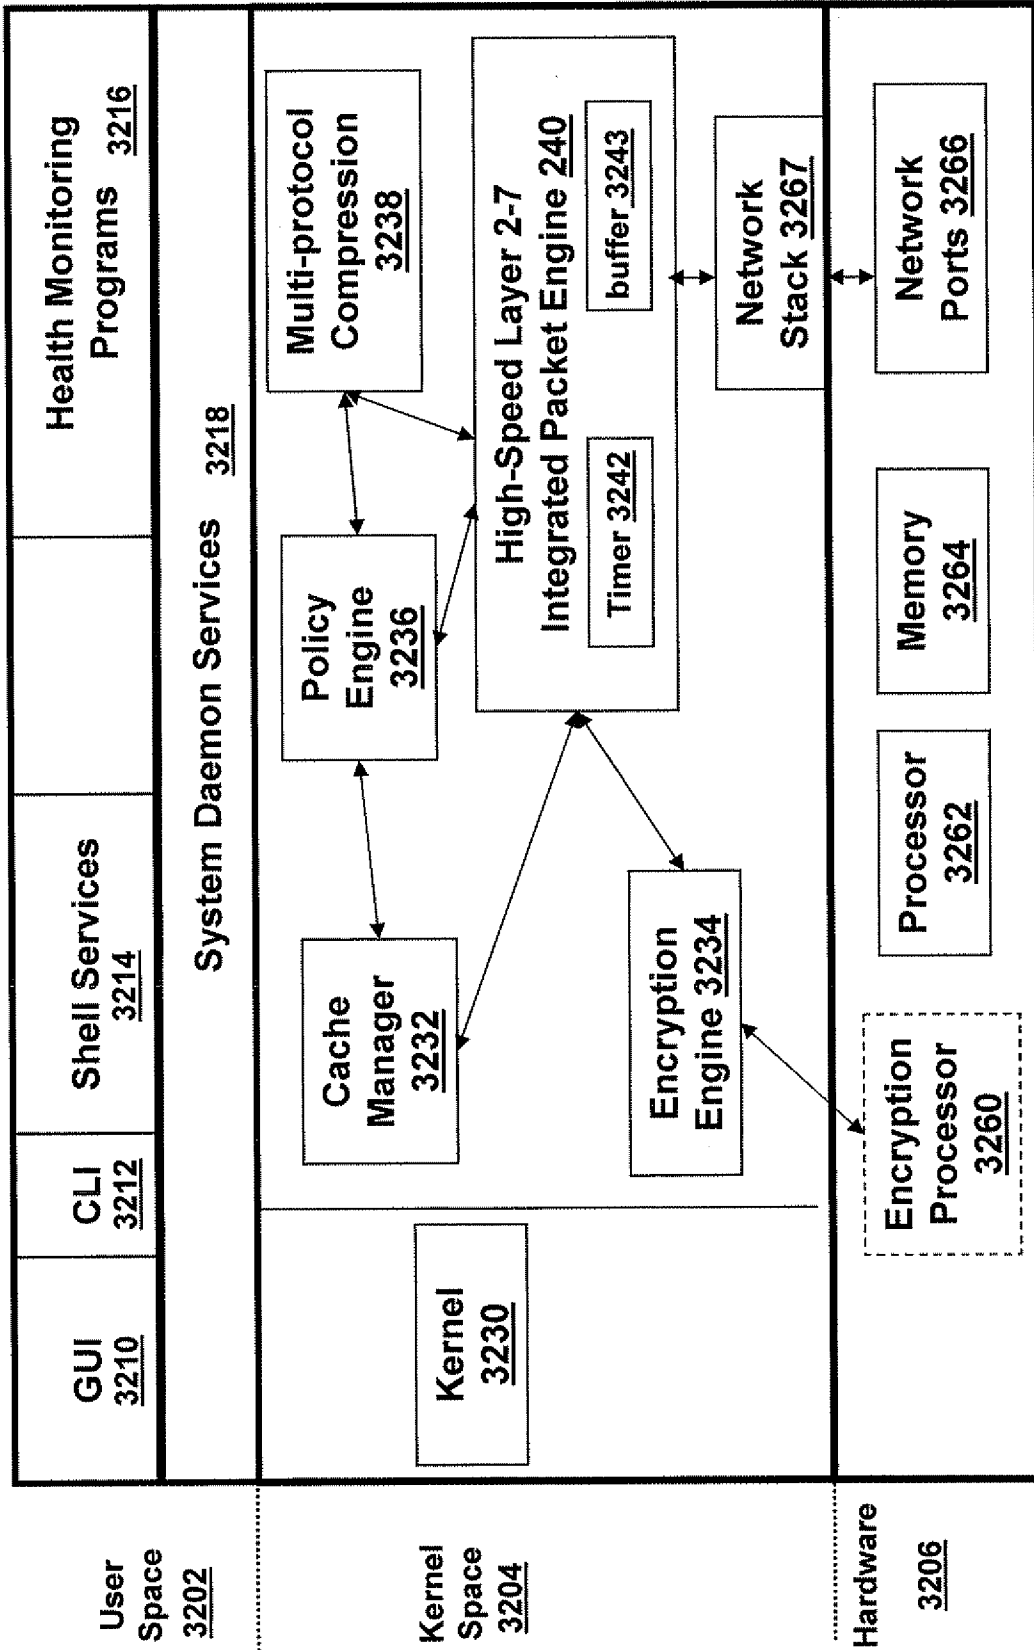 User
Space
3202
GUI
3210
CLI
3212
Shell Services
3214
Health Monitoring
Programs
3216
System Daemon Services 3218
Kernel
Space
3204
Kernel
3230
Cache
Manager
3232
Policy
Engine
3236
Multi-protocol
Compression
3238
High-Speed Layer 2-7
Integrated Packet Engine 240
Timer 3242
buffer 3243
Encryption
Engine 3234
Network
Stack 3267
Hardware
3206
Encryption
Processor
3260
Processor
3262
Memory
3264
Network
Ports 3266